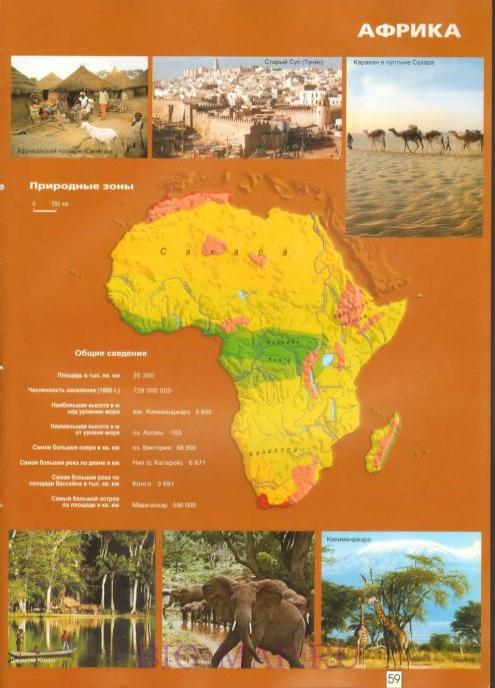 АФРИКА
Старый Сус (Тунис)
Караван в пустыне Сахара
Африканский посёлок (Сенегал)
Природные зоны
0 550 км
Сахара
Конго
Калахари
Общие сведения
Площадь в тыс. кв. км 30 300
Численность населения (1995 г.) 728 000 000
Наибольшая высота в м
над уровнем моря влк. Килиманджаро 5 895
Наименьшая высота в м
от уровня моря оз. Ассаль -153
Самое большое озеро в кв. км оз. Виктория 68 000
Самая большая река по длине в км Нил (с Кагерой) 6 671
Самая большая река по
площади бассейна в тыс. кв. км Конго 3 691
Самый большой остров
по площади в кв. км Мадагаскар 590 000
Килиманджаро
Джунгли Конго
59